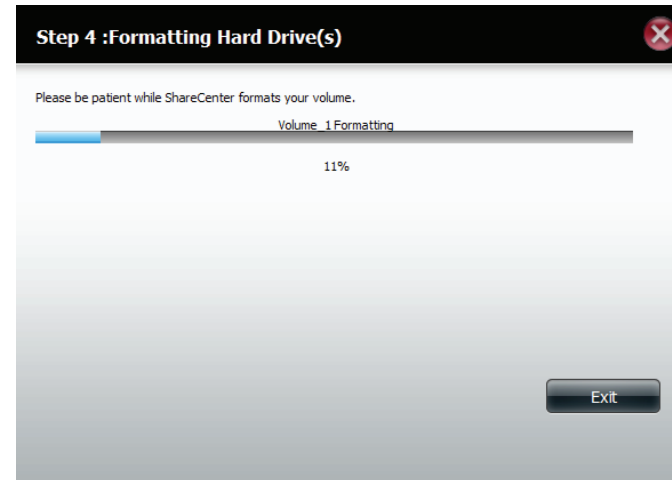 Step 4 :Formatting Hard Drive(s)
Please be patient while ShareCenter formats your volume.
Volume_1 Formatting
11%
Exit